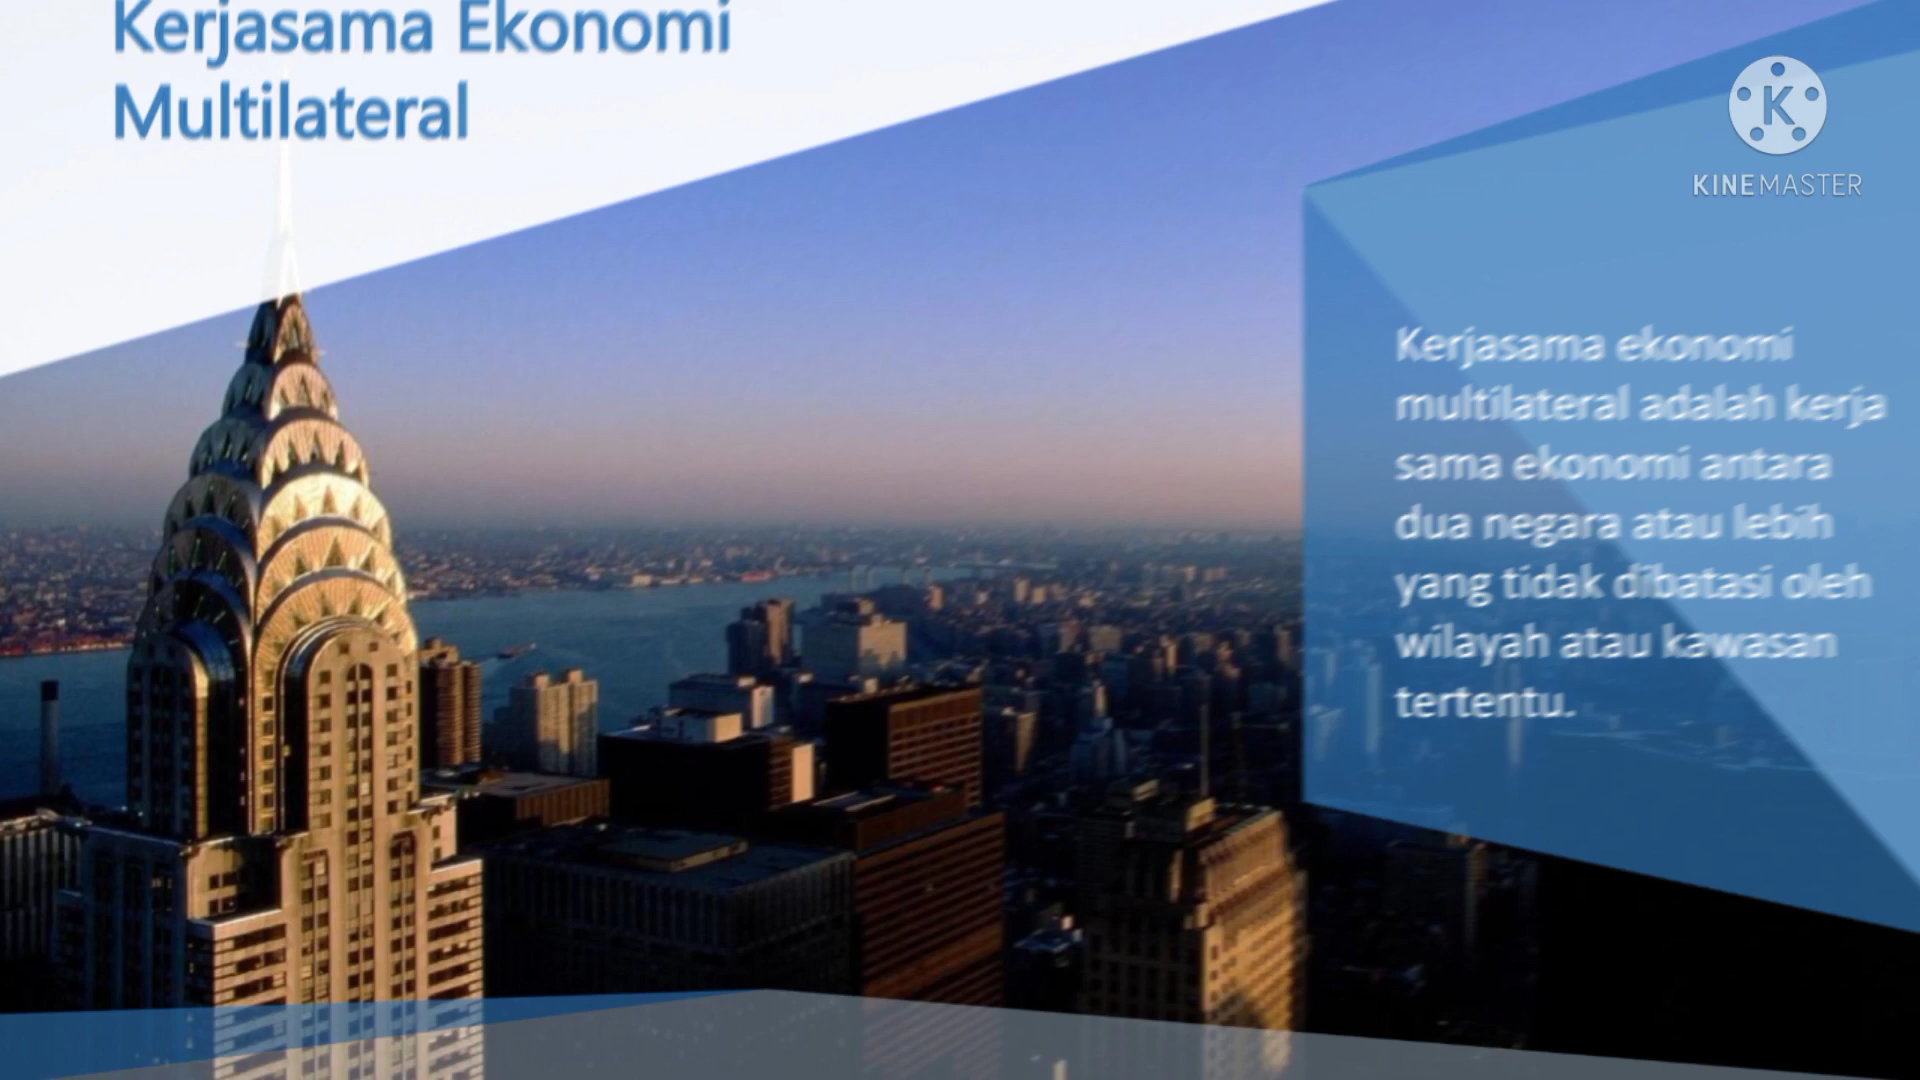 Kerjasama Ekonomi
Multilateral
KINEMASTER
Kerjasama ekonomi
multilateral adalah kerja
sama ekonomi antara
dua negara atau lebih
yang tidak dibatasi oleh
wilayah atau kawasan
tertentu.